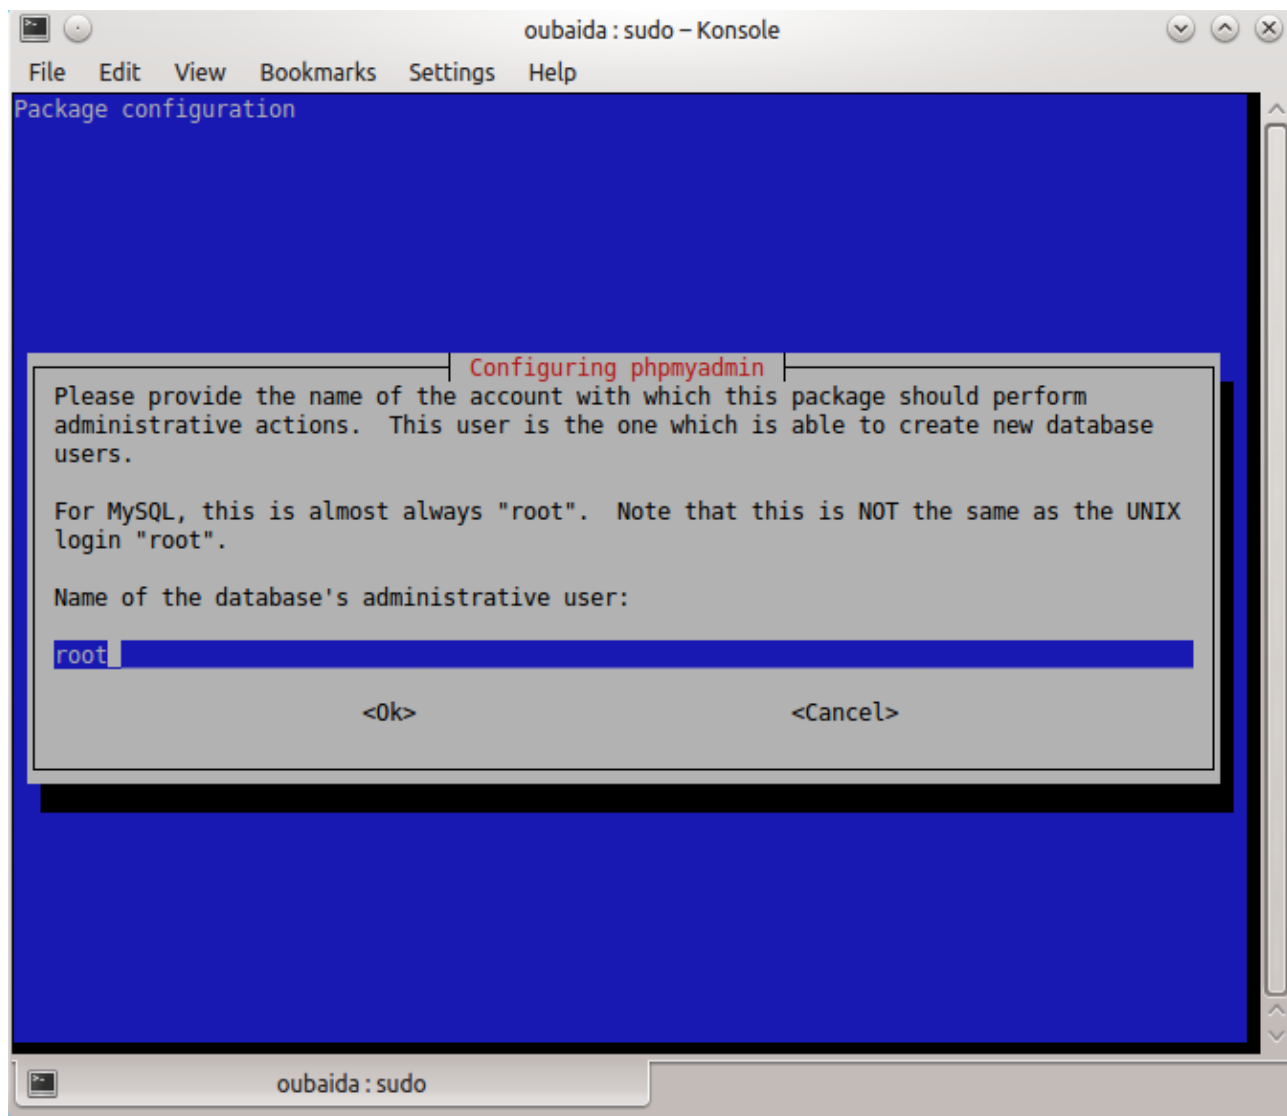 oubaida : sudo – Konsole
File Edit View Bookmarks Settings Help
Package configuration
Configuring phpmyadmin
Please provide the name of the account with which this package should perform
administrative actions.  This user is the one which is able to create new database
users.
For MySQL, this is almost always "root".  Note that this is NOT the same as the UNIX
login "root".
Name of the database's administrative user:
root
<Ok> <Cancel>
oubaida : sudo